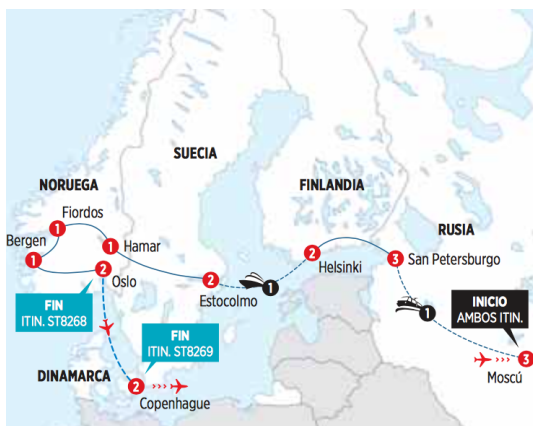 SUECIA
NORUEGA
FINLANDIA
Fiordos
1
RUSIA
Bergen
1
1
Hamar
1
2
Oslo
2
Estocolmo
1
2
Helsinki
3
San Petersburgo
FIN
ITIN. ST8268
1
INICIO
AMBOS ITIN.
FIN
ITIN. ST8269
3
Moscú
DINAMARCA
2
Copenhague